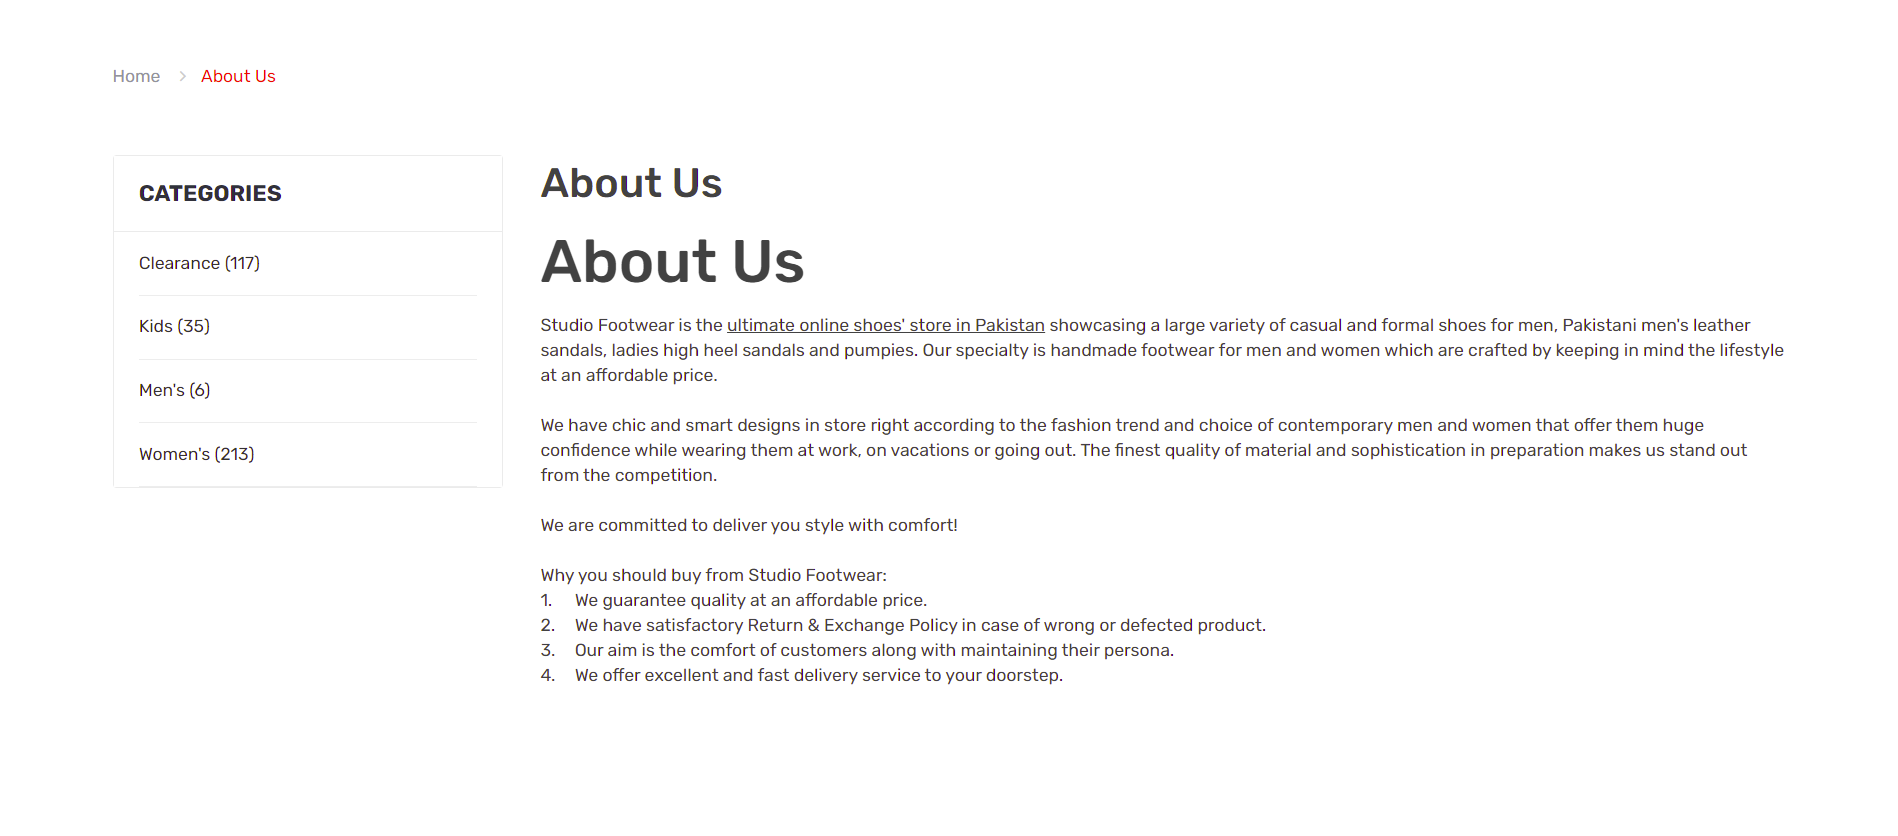 Home > About Us
CATEGORIES
Clearance (117)
Kids (35)
Men's (6)
Women's (213)
About Us
About Us
Studio Footwear is the ultimate online shoes' store in Pakistan showcasing a large variety of casual and formal shoes for men, Pakistani men's leather
sandals, ladies high heel sandals and pumpies. Our specialty is handmade footwear for men and women which are crafted by keeping in mind the lifestyle
at an affordable price.
We have chic and smart designs in store right according to the fashion trend and choice of contemporary men and women that offer them huge
confidence while wearing them at work, on vacations or going out. The finest quality of material and sophistication in preparation makes us stand out
from the competition.
We are committed to deliver you style with comfort!
Why you should buy from Studio Footwear:
1. We guarantee quality at an affordable price.
2. We have satisfactory Return & Exchange Policy in case of wrong or defected product.
3. Our aim is the comfort of customers along with maintaining their persona.
4. We offer excellent and fast delivery service to your doorstep.